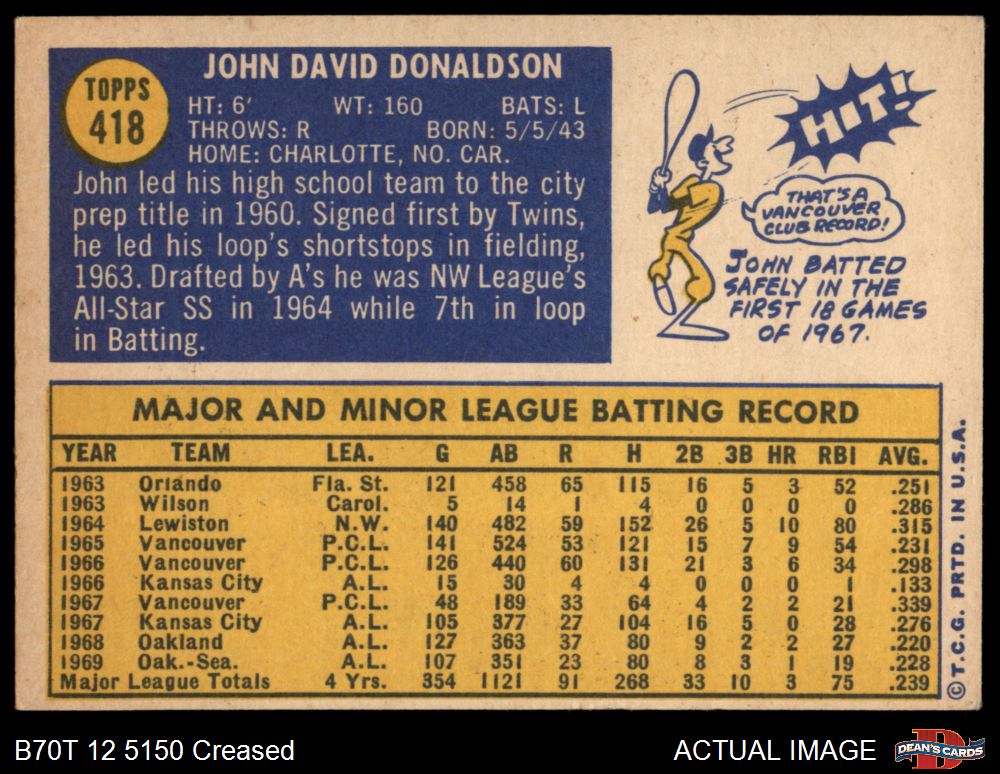 TOPPS
418
JOHN DAVID DONALDSON
HT: 6' WT: 160 BATS: L
THROWS: R BORN: 5/5/43
HOME: CHARLOTTE, NO. CAR.
John led his high school team to the city
prep title in 1960. Signed first by Twins,
he led his loop's shortstops in fielding,
1963. Drafted by A's he was NW League's
All-Star SS in 1964 while 7th in loop
in Batting.
HIT!
THAT'S A
VANCOUVER
CLUB RECORD!
JOHN BATTED
SAFELY IN THE
FIRST 18 GAMES
OF 1967.
MAJOR AND MINOR LEAGUE BATTING RECORD
YEAR TEAM LEA. G AB R H 2B 3B HR RBI AVG.
1963 Orlando Fla. St. 121 458 65 115 16 5 3 52 .251
1963 Wilson Carol. 5 14 1 4 0 0 0 0 .286
1964 Lewiston N.W. 140 482 59 152 26 5 10 80 .315
1965 Vancouver P.C.L. 141 524 53 121 15 7 9 54 .231
1966 Vancouver P.C.L. 126 440 60 131 21 3 6 34 .298
1966 Kansas City A.L. 15 30 4 4 0 0 0 1 .133
1967 Vancouver P.C.L. 48 189 33 64 4 2 2 21 .339
1967 Kansas City A.L. 105 377 27 104 16 5 0 28 .276
1968 Oakland A.L. 127 363 37 80 9 2 2 27 .220
1969 Oak.-Sea. A.L. 107 351 23 80 8 3 1 19 .228
Major League Totals 4 Yrs. 354 1121 91 268 33 10 3 75 .239
© T.C.G. PRTD. IN U.S.A.
B70T 12 5150 Creased
ACTUAL IMAGE
D
DEAN'S CARDS